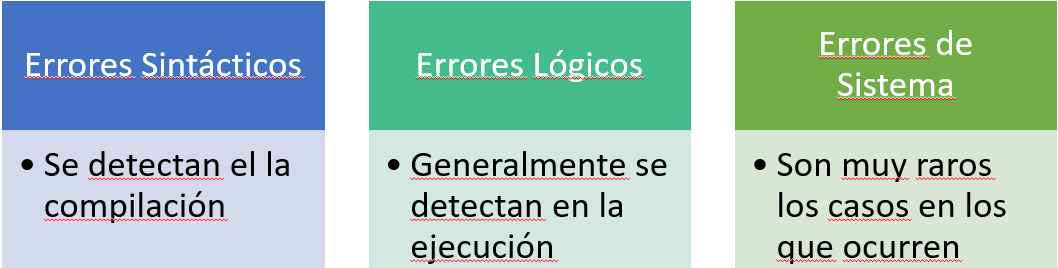 Errores Sintácticos
• Se detectan el la
compilación
Errores Lógicos
• Generalmente se
detectan en la
ejecución
Errores de
Sistema
• Son muy raros
los casos en los
que ocurren